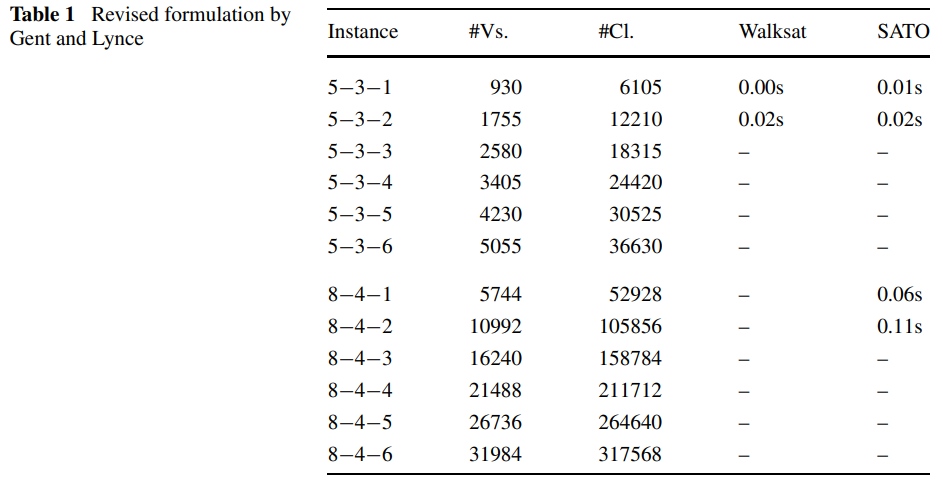 Table 1 Revised formulation by
Gent and Lynce
Instance #Vs. #Cl. Walksat SATO
5–3–1 930 6105 0.00s 0.01s
5–3–2 1755 12210 0.02s 0.02s
5–3–3 2580 18315 – –
5–3–4 3405 24420 – –
5–3–5 4230 30525 – –
5–3–6 5055 36630 – –
8–4–1 5744 52928 – 0.06s
8–4–2 10992 105856 – 0.11s
8–4–3 16240 158784 – –
8–4–4 21488 211712 – –
8–4–5 26736 264640 – –
8–4–6 31984 317568 – –